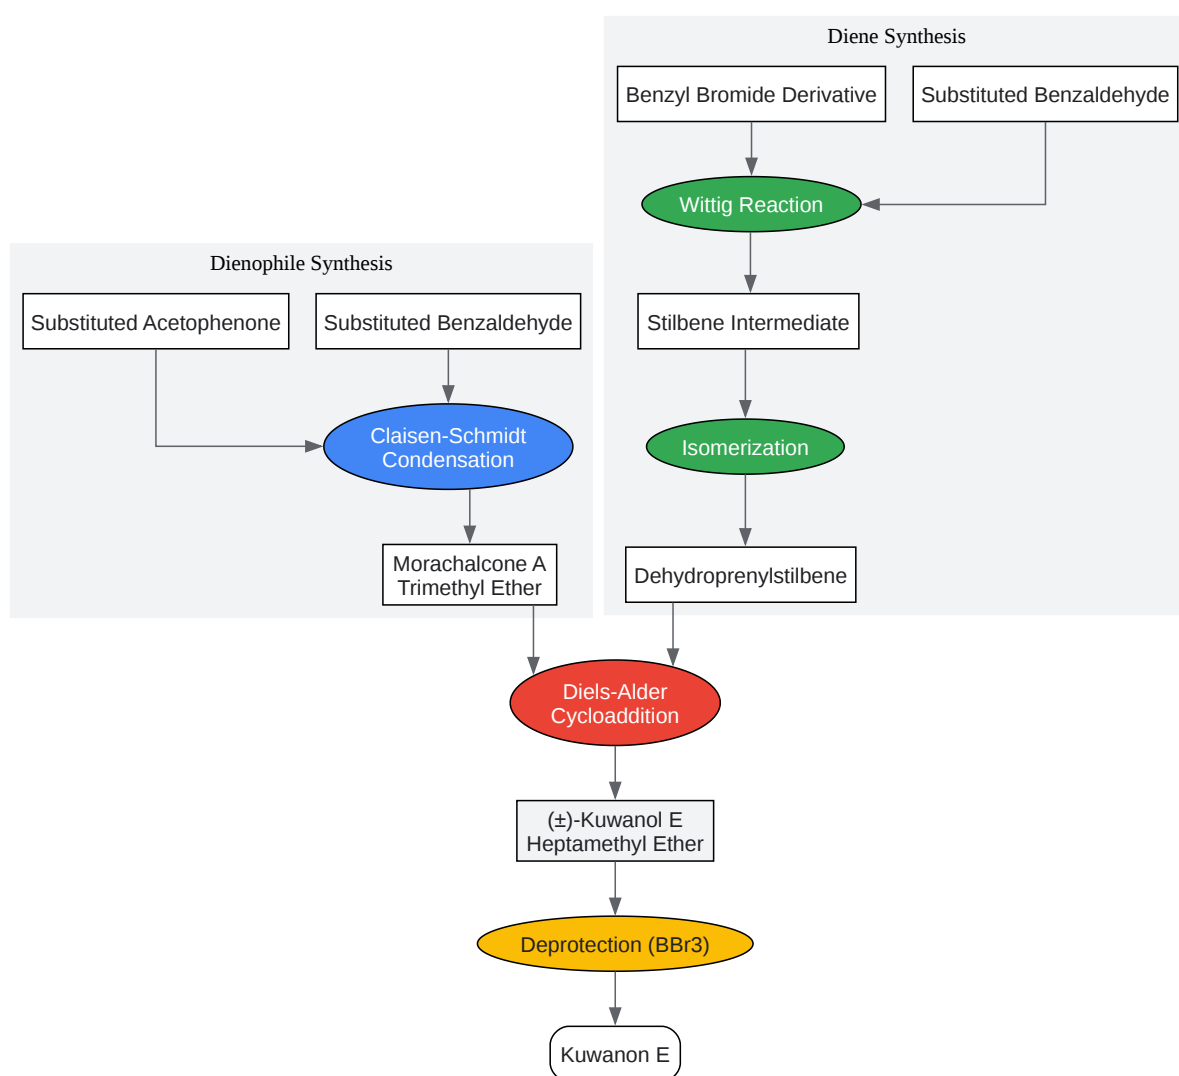 Diene Synthesis
Benzyl Bromide Derivative
Substituted Benzaldehyde
Wittig Reaction
Dienophile Synthesis
Substituted Acetophenone
Substituted Benzaldehyde
Stilbene Intermediate
Claisen-Schmidt
Condensation
Isomerization
Morachalcone A
Trimethyl Ether
Dehydroprenylstilbene
Diels-Alder
Cycloaddition
(±)-Kuwanol E
Heptamethyl Ether
Deprotection (BBr3)
Kuwanon E